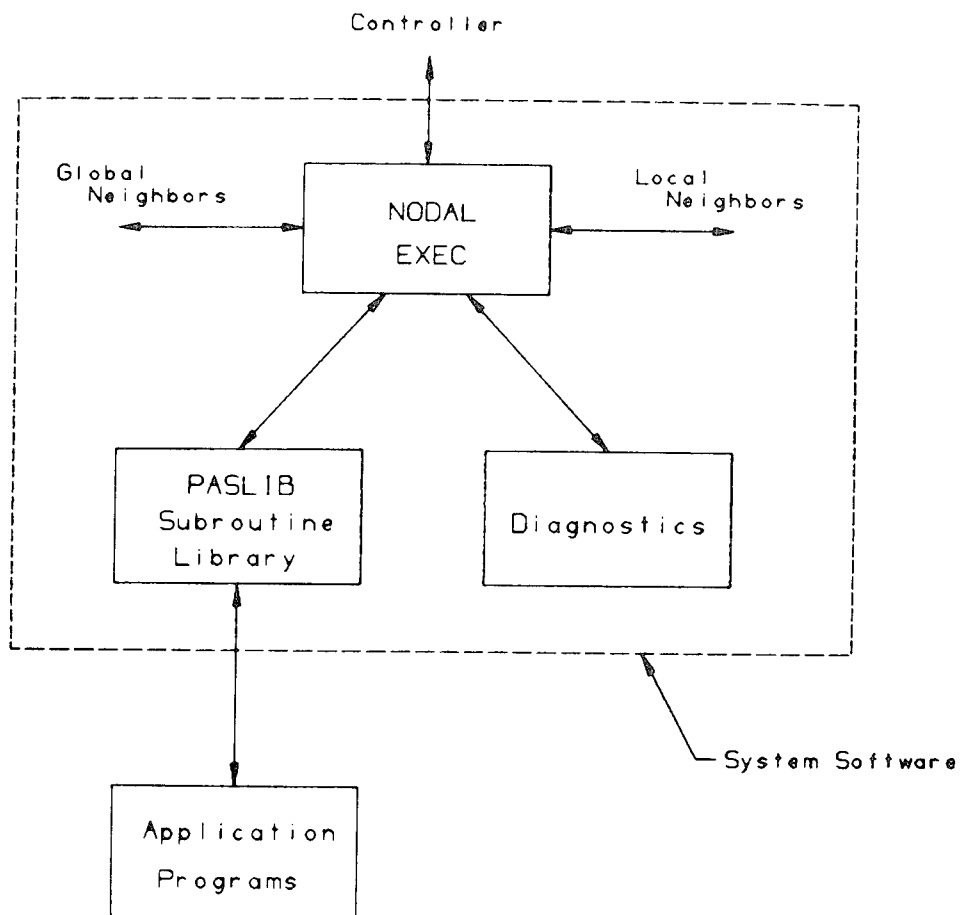 Controller
Global
Neighbors
Local
Neighbors
NODAL
EXEC
PASLIB
Subroutine
Library
Diagnostics
System Software
Application
Programs